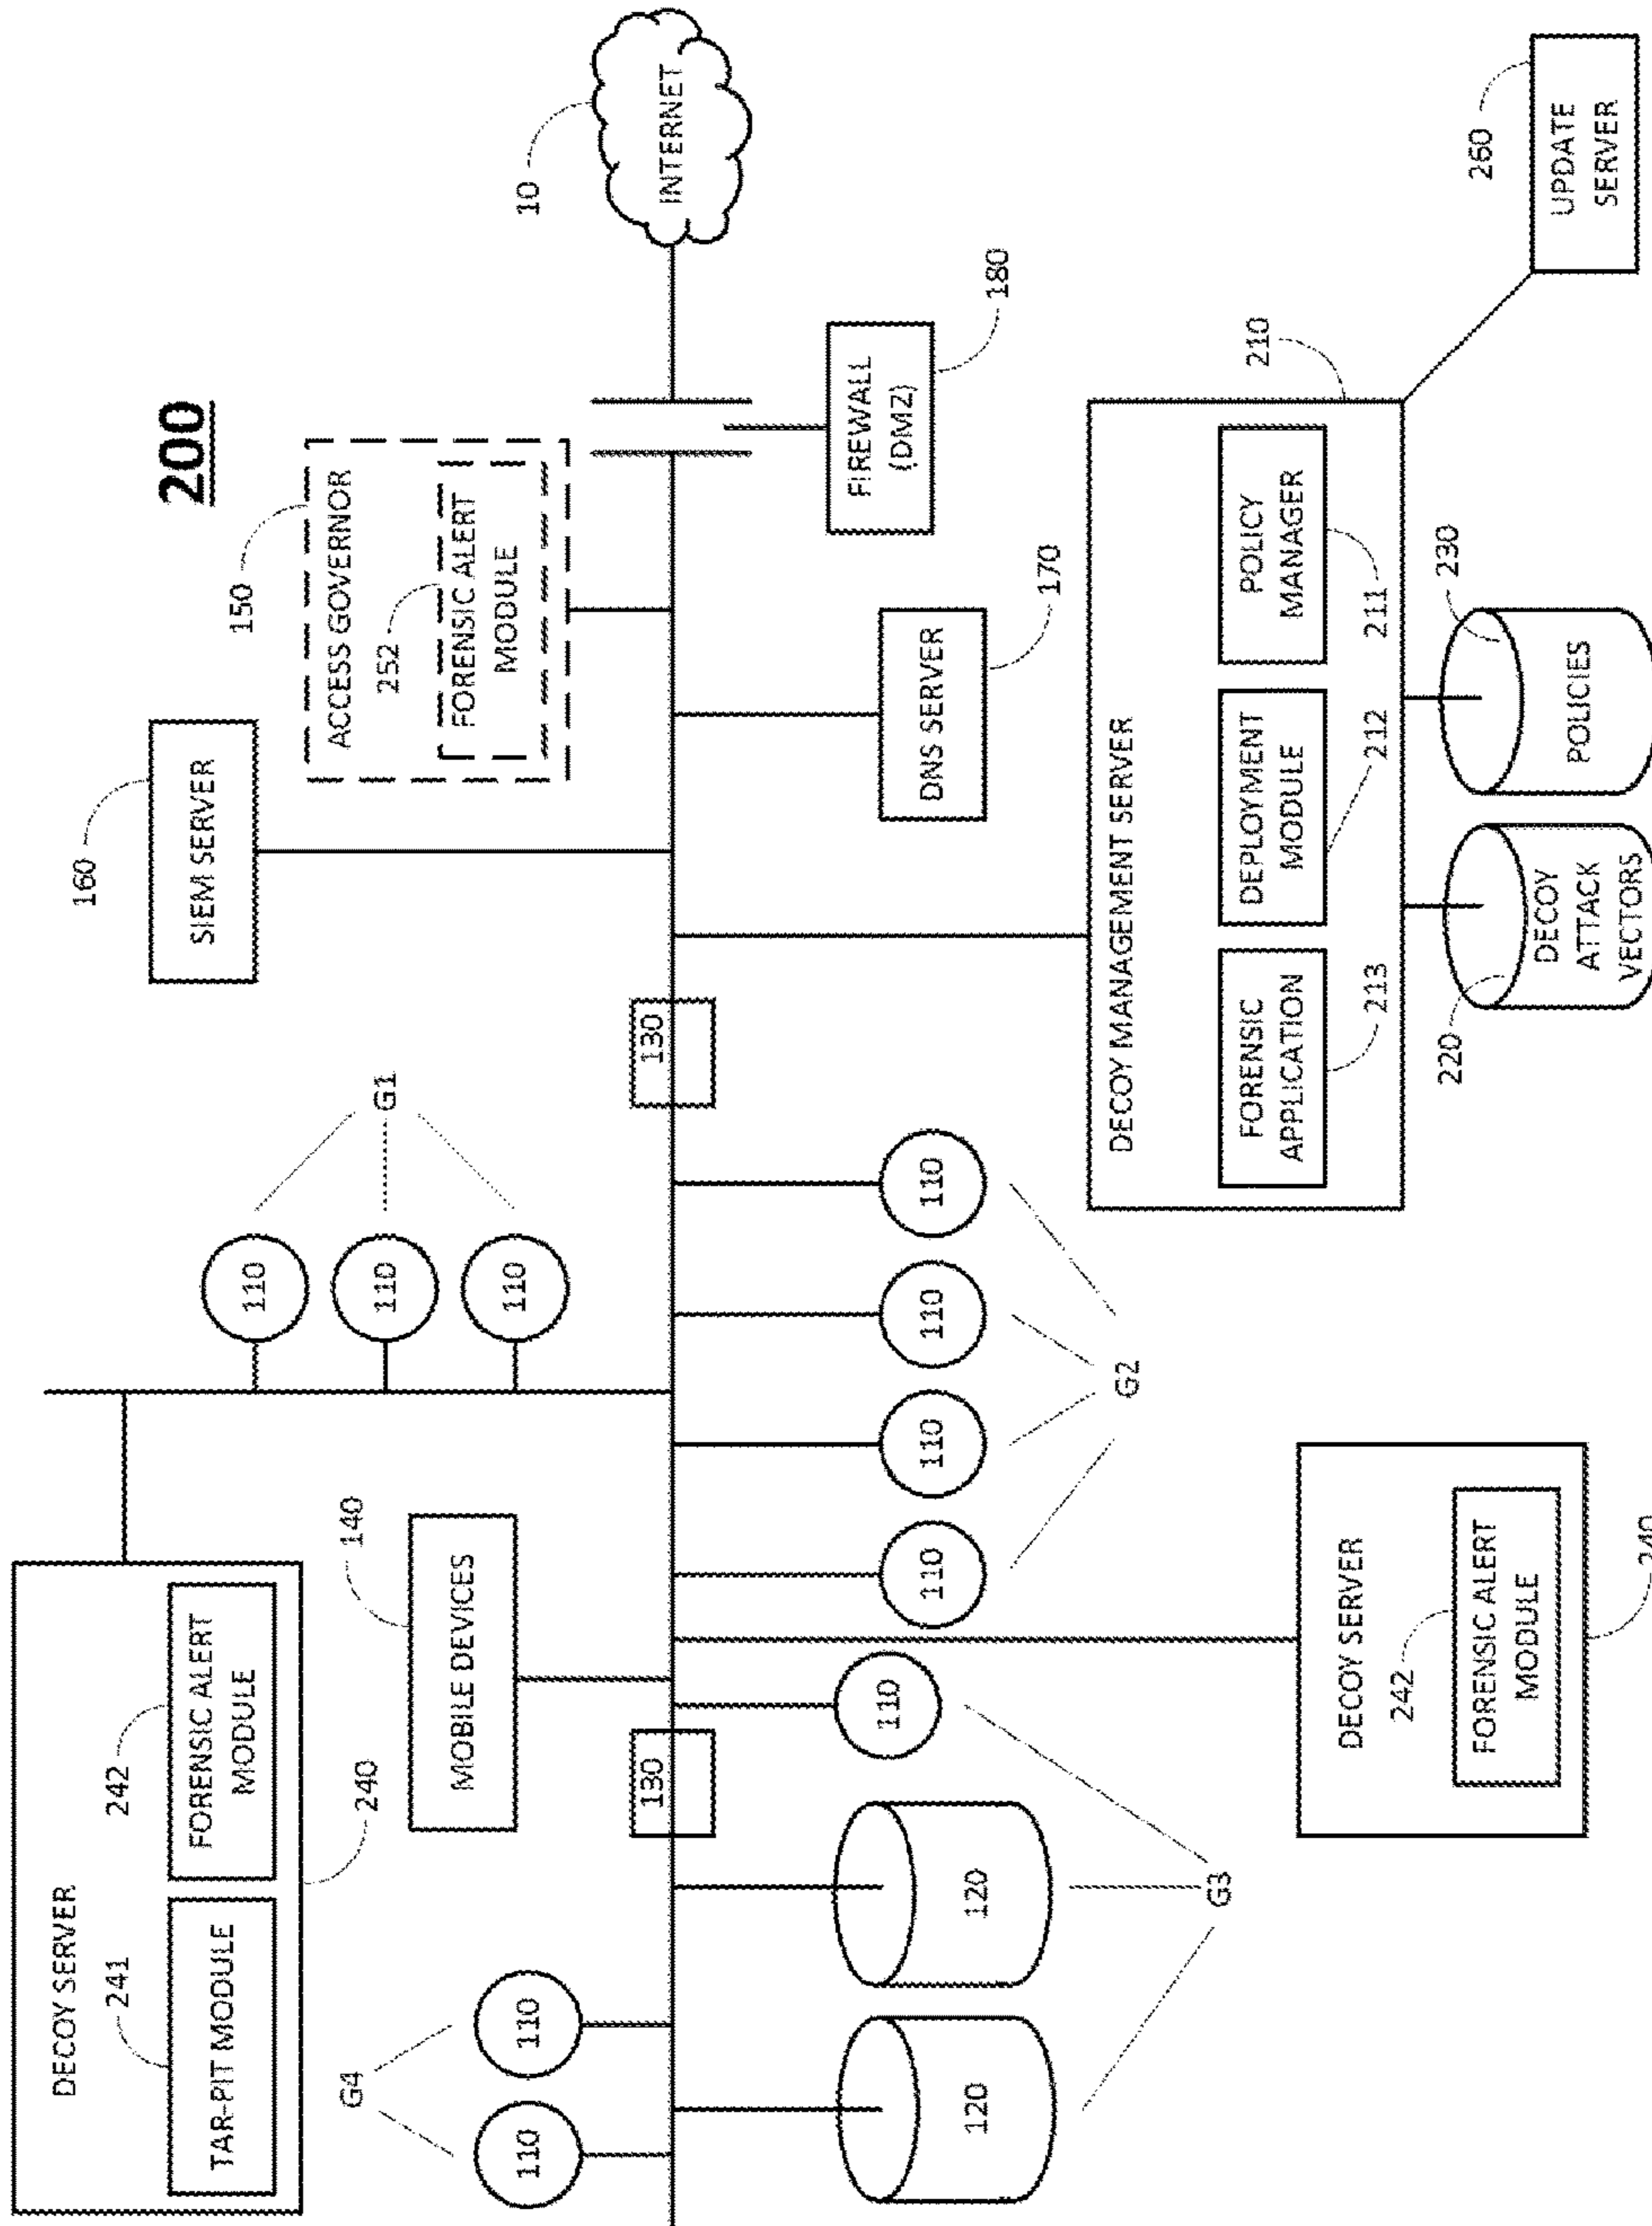 200
DECOY SERVER
241
TAR-PIT MODULE
242
FORENSIC ALERT
MODULE
240
G4
110
110
140
MOBILE DEVICES
110
110
110
G1
160
SIEM SERVER
150
ACCESS GOVERNOR
252
FORENSIC ALERT
MODULE
10
INTERNET
130
130
120
120
110
G3
110
110
110
110
G2
DNS SERVER
170
FIREWALL
(DMZ)
180
DECOY SERVER
242
FORENSIC ALERT
MODULE
240
DECOY MANAGEMENT SERVER
210
FORENSIC
APPLICATION
DEPLOYMENT
MODULE
POLICY
MANAGER
213
212
211
220
DECOY
ATTACK
VECTORS
230
POLICIES
260
UPDATE
SERVER